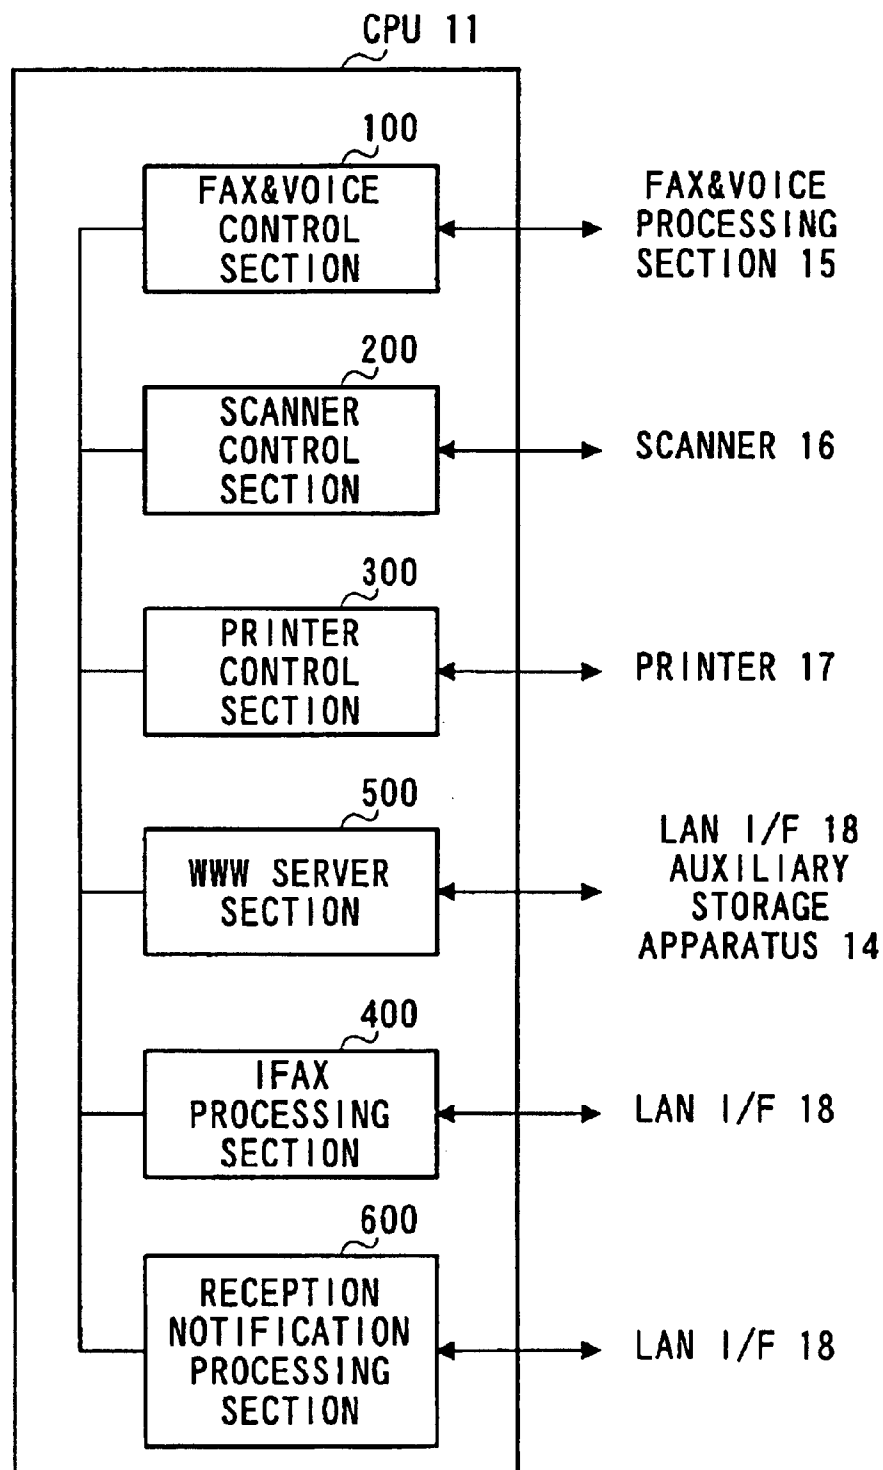 CPU 11
100
FAX&VOICE
CONTROL
SECTION
FAX&VOICE
PROCESSING
SECTION 15
200
SCANNER
CONTROL
SECTION
SCANNER 16
300
PRINTER
CONTROL
SECTION
PRINTER 17
500
WWW SERVER
SECTION
LAN I/F 18
AUXILIARY
STORAGE
APPARATUS 14
400
IFAX
PROCESSING
SECTION
LAN I/F 18
600
RECEPTION
NOTIFICATION
PROCESSING
SECTION
LAN I/F 18